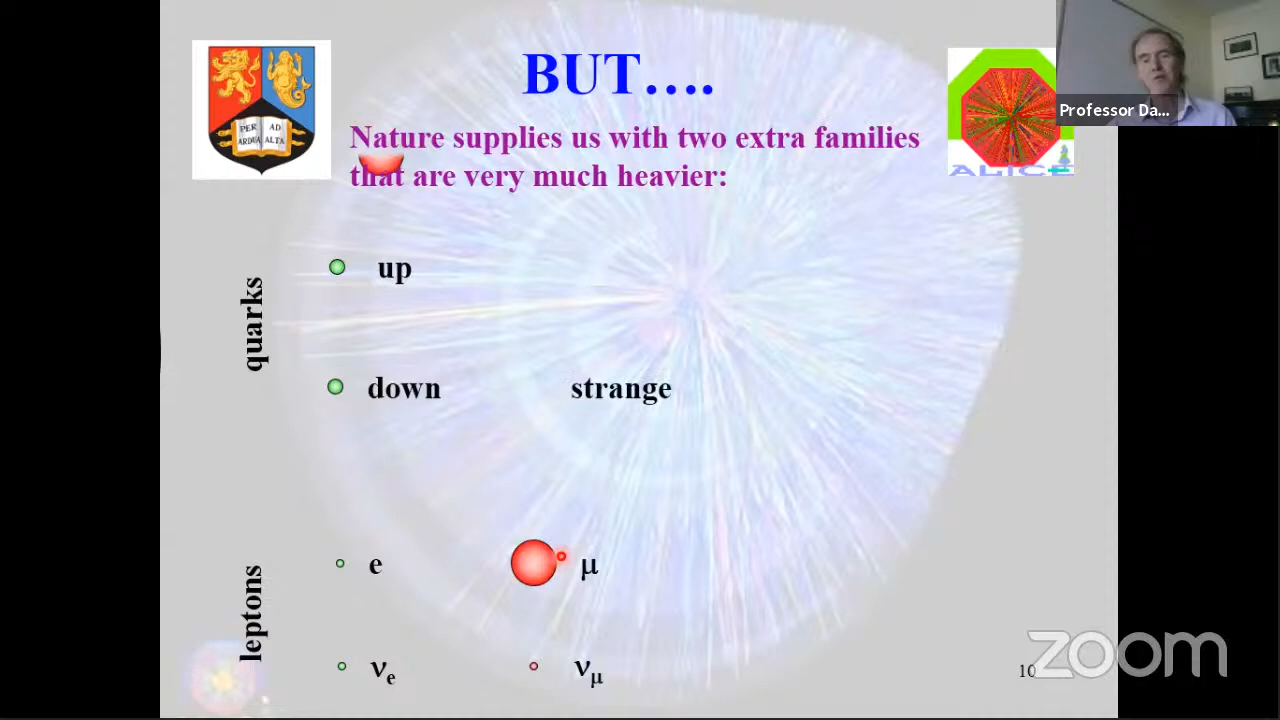 BUT….
Nature supplies us with two extra families
that are very much heavier:
PER AD
ARDUA ALTA
ALICE
Professor Da...
quarks
up
down strange
leptons
e μ
νe νμ
10
zoom